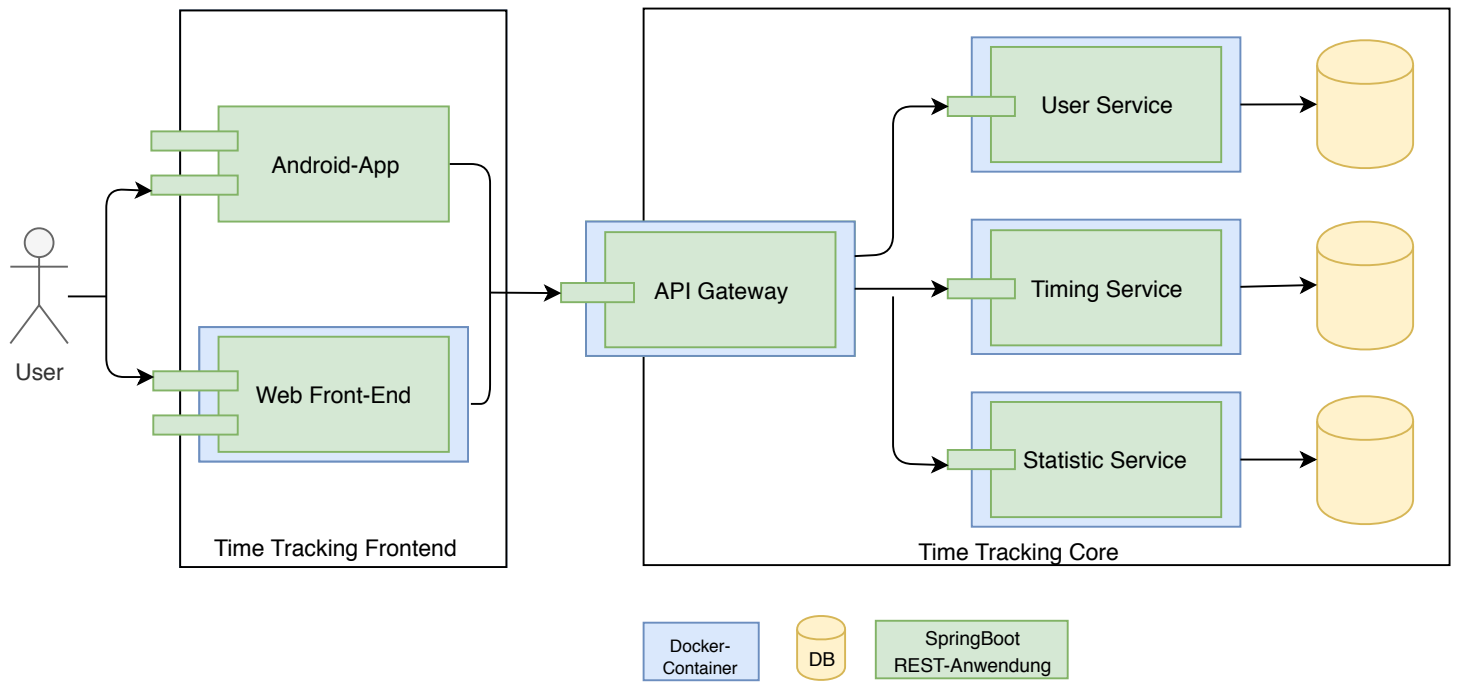 User
Android-App
Web Front-End
Time Tracking Frontend
API Gateway
User Service
Timing Service
Statistic Service
Time Tracking Core
Docker-
Container
DB
SpringBoot
REST-Anwendung